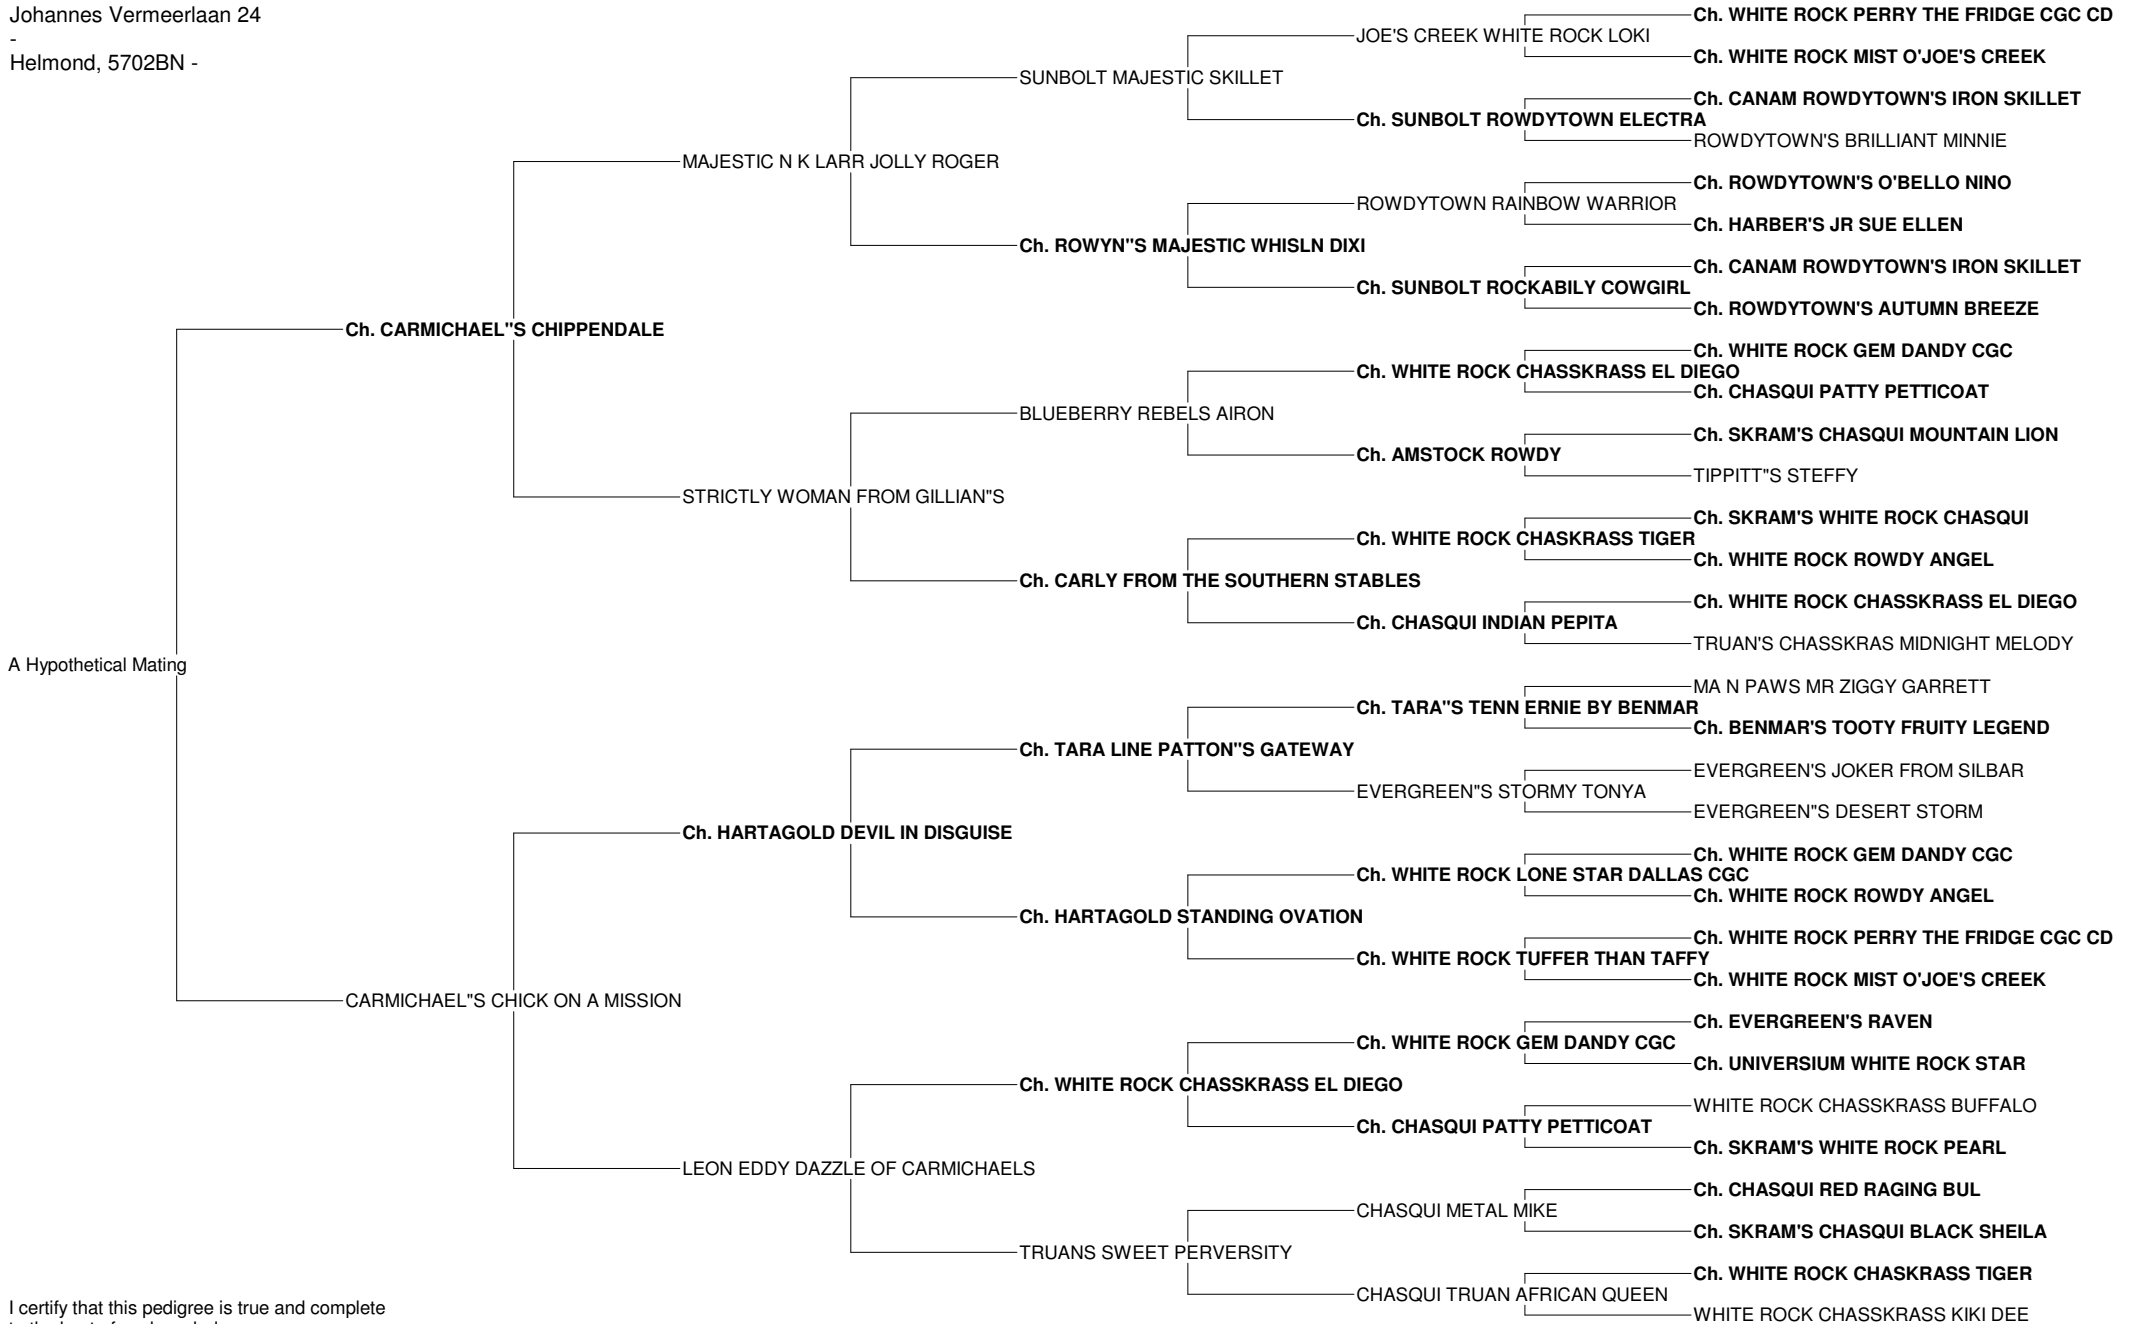 Johannes Vermeerlaan 24
-
Helmond, 5702BN -
Ch. WHITE ROCK PERRY THE FRIDGE CGC CD
JOE'S CREEK WHITE ROCK LOKI
Ch. WHITE ROCK MIST O'JOE'S CREEK
SUNBOLT MAJESTIC SKILLET
Ch. CANAM ROWDYTOWN'S IRON SKILLET
Ch. SUNBOLT ROWDYTOWN ELECTRA
ROWDYTOWN'S BRILLIANT MINNIE
MAJESTIC N K LARR JOLLY ROGER
Ch. ROWDYTOWN'S O'BELLO NINO
ROWDYTOWN RAINBOW WARRIOR
Ch. HARBER'S JR SUE ELLEN
Ch. ROWYN"S MAJESTIC WHISLN DIXI
Ch. CANAM ROWDYTOWN'S IRON SKILLET
Ch. SUNBOLT ROCKABILY COWGIRL
Ch. ROWDYTOWN'S AUTUMN BREEZE
Ch. CARMICHAEL"S CHIPPENDALE
Ch. WHITE ROCK GEM DANDY CGC
Ch. WHITE ROCK CHASSKRASS EL DIEGO
Ch. CHASQUI PATTY PETTICOAT
BLUEBERRY REBELS AIRON
Ch. SKRAM'S CHASQUI MOUNTAIN LION
Ch. AMSTOCK ROWDY
TIPPITT"S STEFFY
STRICTLY WOMAN FROM GILLIAN"S
Ch. SKRAM'S WHITE ROCK CHASQUI
Ch. WHITE ROCK CHASKRASS TIGER
Ch. WHITE ROCK ROWDY ANGEL
Ch. CARLY FROM THE SOUTHERN STABLES
Ch. WHITE ROCK CHASSKRASS EL DIEGO
Ch. CHASQUI INDIAN PEPITA
TRUAN'S CHASSKRAS MIDNIGHT MELODY
A Hypothetical Mating
MA N PAWS MR ZIGGY GARRETT
Ch. TARA"S TENN ERNIE BY BENMAR
Ch. BENMAR'S TOOTY FRUITY LEGEND
Ch. TARA LINE PATTON"S GATEWAY
EVERGREEN'S JOKER FROM SILBAR
EVERGREEN"S STORMY TONYA
EVERGREEN"S DESERT STORM
Ch. HARTAGOLD DEVIL IN DISGUISE
Ch. WHITE ROCK GEM DANDY CGC
Ch. WHITE ROCK LONE STAR DALLAS CGC
Ch. WHITE ROCK ROWDY ANGEL
Ch. HARTAGOLD STANDING OVATION
Ch. WHITE ROCK PERRY THE FRIDGE CGC CD
Ch. WHITE ROCK TUFFER THAN TAFFY
Ch. WHITE ROCK MIST O'JOE'S CREEK
CARMICHAEL"S CHICK ON A MISSION
Ch. EVERGREEN'S RAVEN
Ch. WHITE ROCK GEM DANDY CGC
Ch. UNIVERSIUM WHITE ROCK STAR
Ch. WHITE ROCK CHASSKRASS EL DIEGO
WHITE ROCK CHASSKRASS BUFFALO
Ch. CHASQUI PATTY PETTICOAT
Ch. SKRAM'S WHITE ROCK PEARL
LEON EDDY DAZZLE OF CARMICHAELS
Ch. CHASQUI RED RAGING BUL
CHASQUI METAL MIKE
Ch. SKRAM'S CHASQUI BLACK SHEILA
TRUANS SWEET PERVERSITY
Ch. WHITE ROCK CHASKRASS TIGER
CHASQUI TRUAN AFRICAN QUEEN
WHITE ROCK CHASSKRASS KIKI DEE
I certify that this pedigree is true and complete